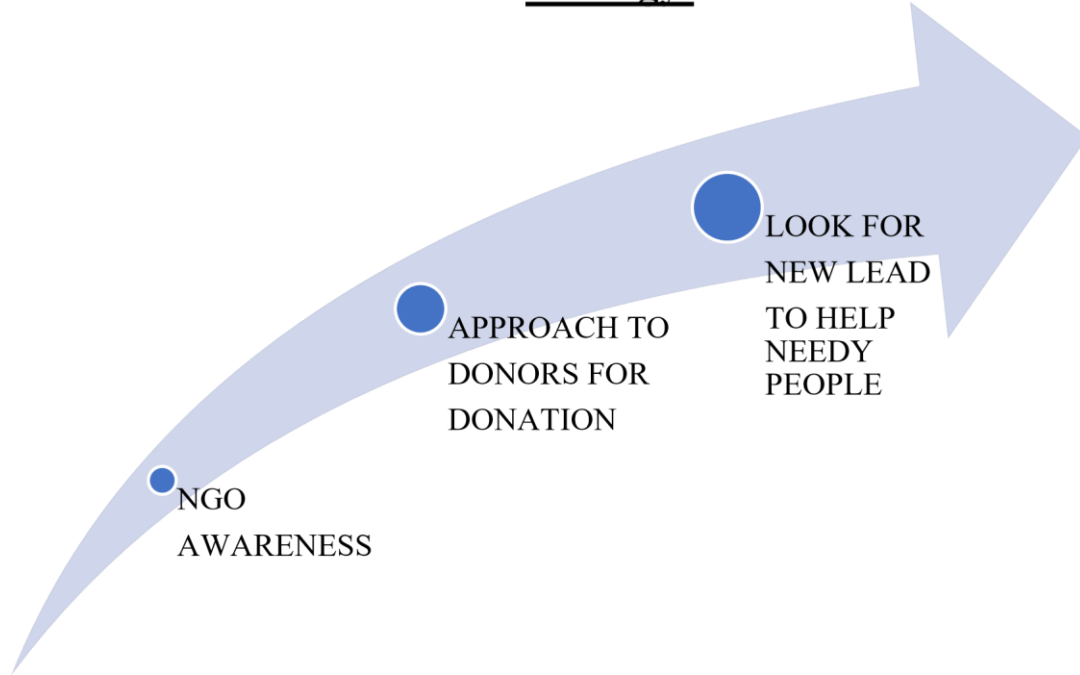 NGO
AWARENESS
APPROACH TO
DONORS FOR
DONATION
LOOK FOR
NEW LEAD
TO HELP
NEEDY
PEOPLE